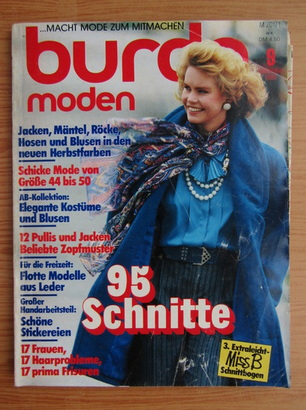 ...MACHT MODE ZUM MITMACHEN
burda
moden
Jacken, Mäntel, Röcke,
Hosen und Blusen in den
neuen Herbstfarben
Schicke Mode von
Größe 44 bis 50
AB-Kollektion:
Elegante Kostüme
und Blusen
12 Pullis und Jacken
Beliebte Zopfmuster
Für die Freizeit:
Flotte Modelle
aus Leder
Großer
Handarbeitsteil:
Schöne
Stickereien
17 Frauen,
17 Haarprobleme,
17 prima Frisuren
95
Schnitte
3. Extraleicht-
Miss B
Schnittbogen